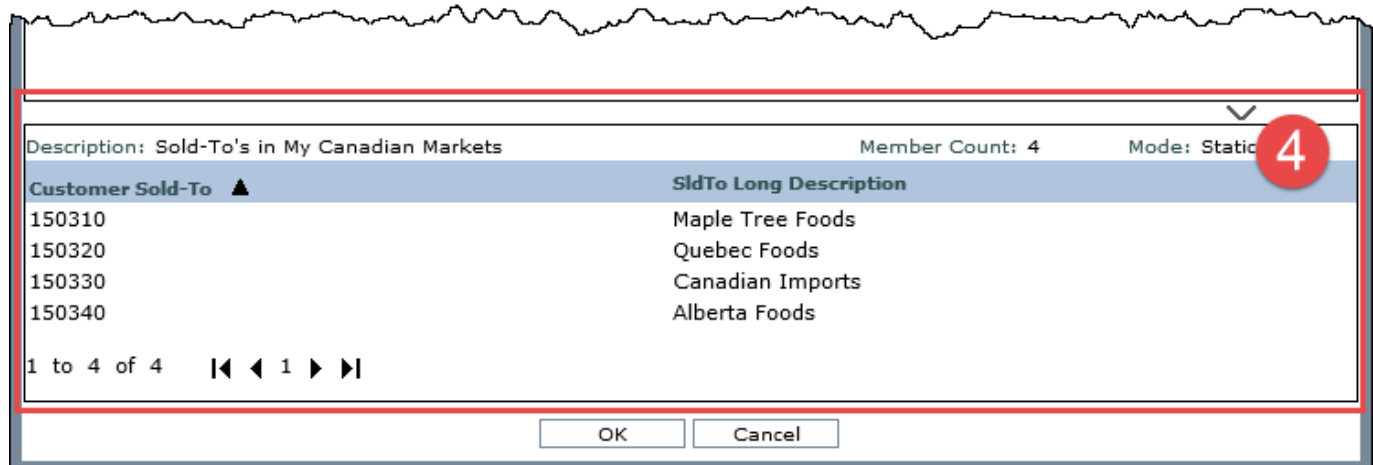 Description: Sold-To's in My Canadian Markets Member Count: 4 Mode: Static
4
Customer Sold-To ▲ SldTo Long Description
150310 Maple Tree Foods
150320 Quebec Foods
150330 Canadian Imports
150340 Alberta Foods
1 to 4 of 4 1
OK Cancel